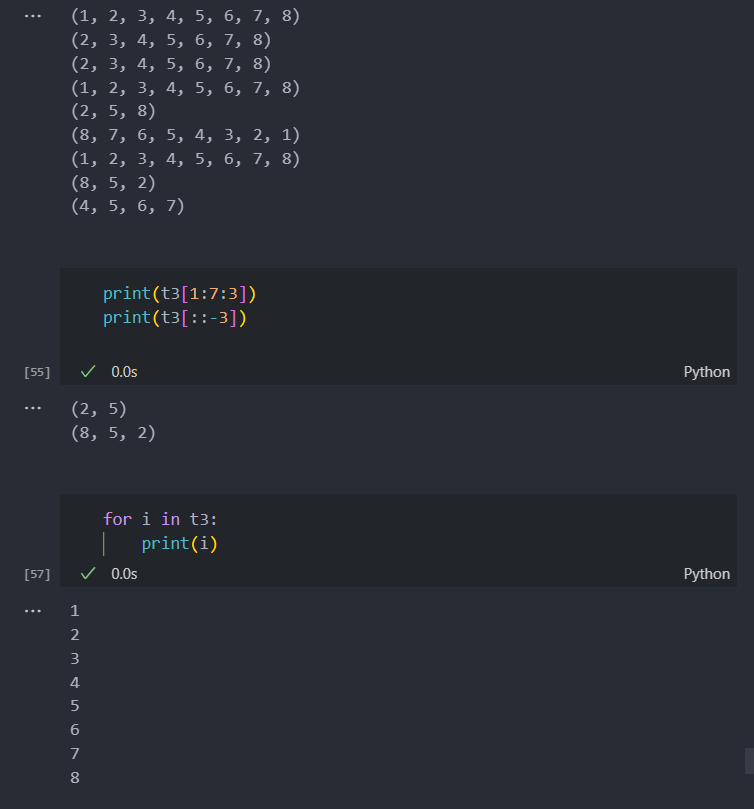 ... (1, 2, 3, 4, 5, 6, 7, 8)
(2, 3, 4, 5, 6, 7, 8)
(2, 3, 4, 5, 6, 7, 8)
(1, 2, 3, 4, 5, 6, 7, 8)
(2, 5, 8)
(8, 7, 6, 5, 4, 3, 2, 1)
(1, 2, 3, 4, 5, 6, 7, 8)
(8, 5, 2)
(4, 5, 6, 7)
print(t3[1:7:3])
print(t3[::-3])
[55] ✓ 0.0s Python
... (2, 5)
(8, 5, 2)
for i in t3:
    print(i)
[57] ✓ 0.0s Python
... 1
2
3
4
5
6
7
8